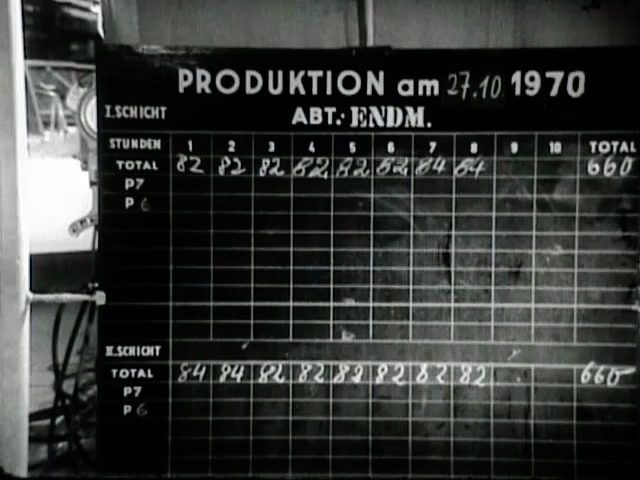 PRODUKTION am 27.10 1970
I.SCHICHT ABT. ENDM.
STUNDEN 1 2 3 4 5 6 7 8 9 10 TOTAL
TOTAL 82 82 82 82 82 82 84 84 660
P7
P6
II.SCHICHT
TOTAL 84 84 82 82 82 82 82 82 660
P7
P6